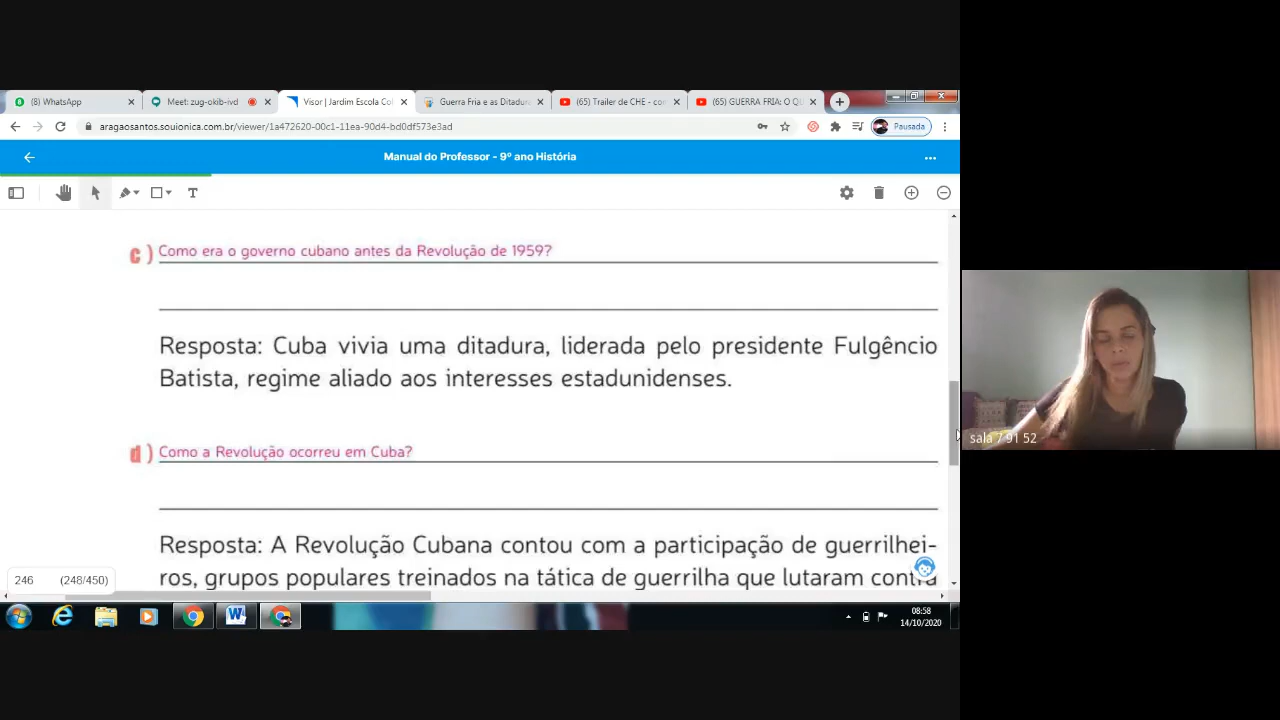 (8) WhatsApp
Meet: zug-okib-ivd
Visor | Jardim Escola Col
Guerra Fria e as Ditadur
(65) Trailer de CHE - co
(65) GUERRA FRIA: O Q
aragaosantos.souionica.com.br/viewer/1a472620-00c1-11ea-90d4-bd0df573e3ad
Pausada
Manual do Professor - 9º ano História
T
c ) Como era o governo cubano antes da Revolução de 1959?
Resposta: Cuba vivia uma ditadura, liderada pelo presidente Fulgêncio
Batista, regime aliado aos interesses estadunidenses.
d ) Como a Revolução ocorreu em Cuba?
Resposta: A Revolução Cubana contou com a participação de guerrilhei-
ros, grupos populares treinados na tática de guerrilha que lutaram contra
246 (248/450)
08:58
14/10/2020
sala 7 91 52